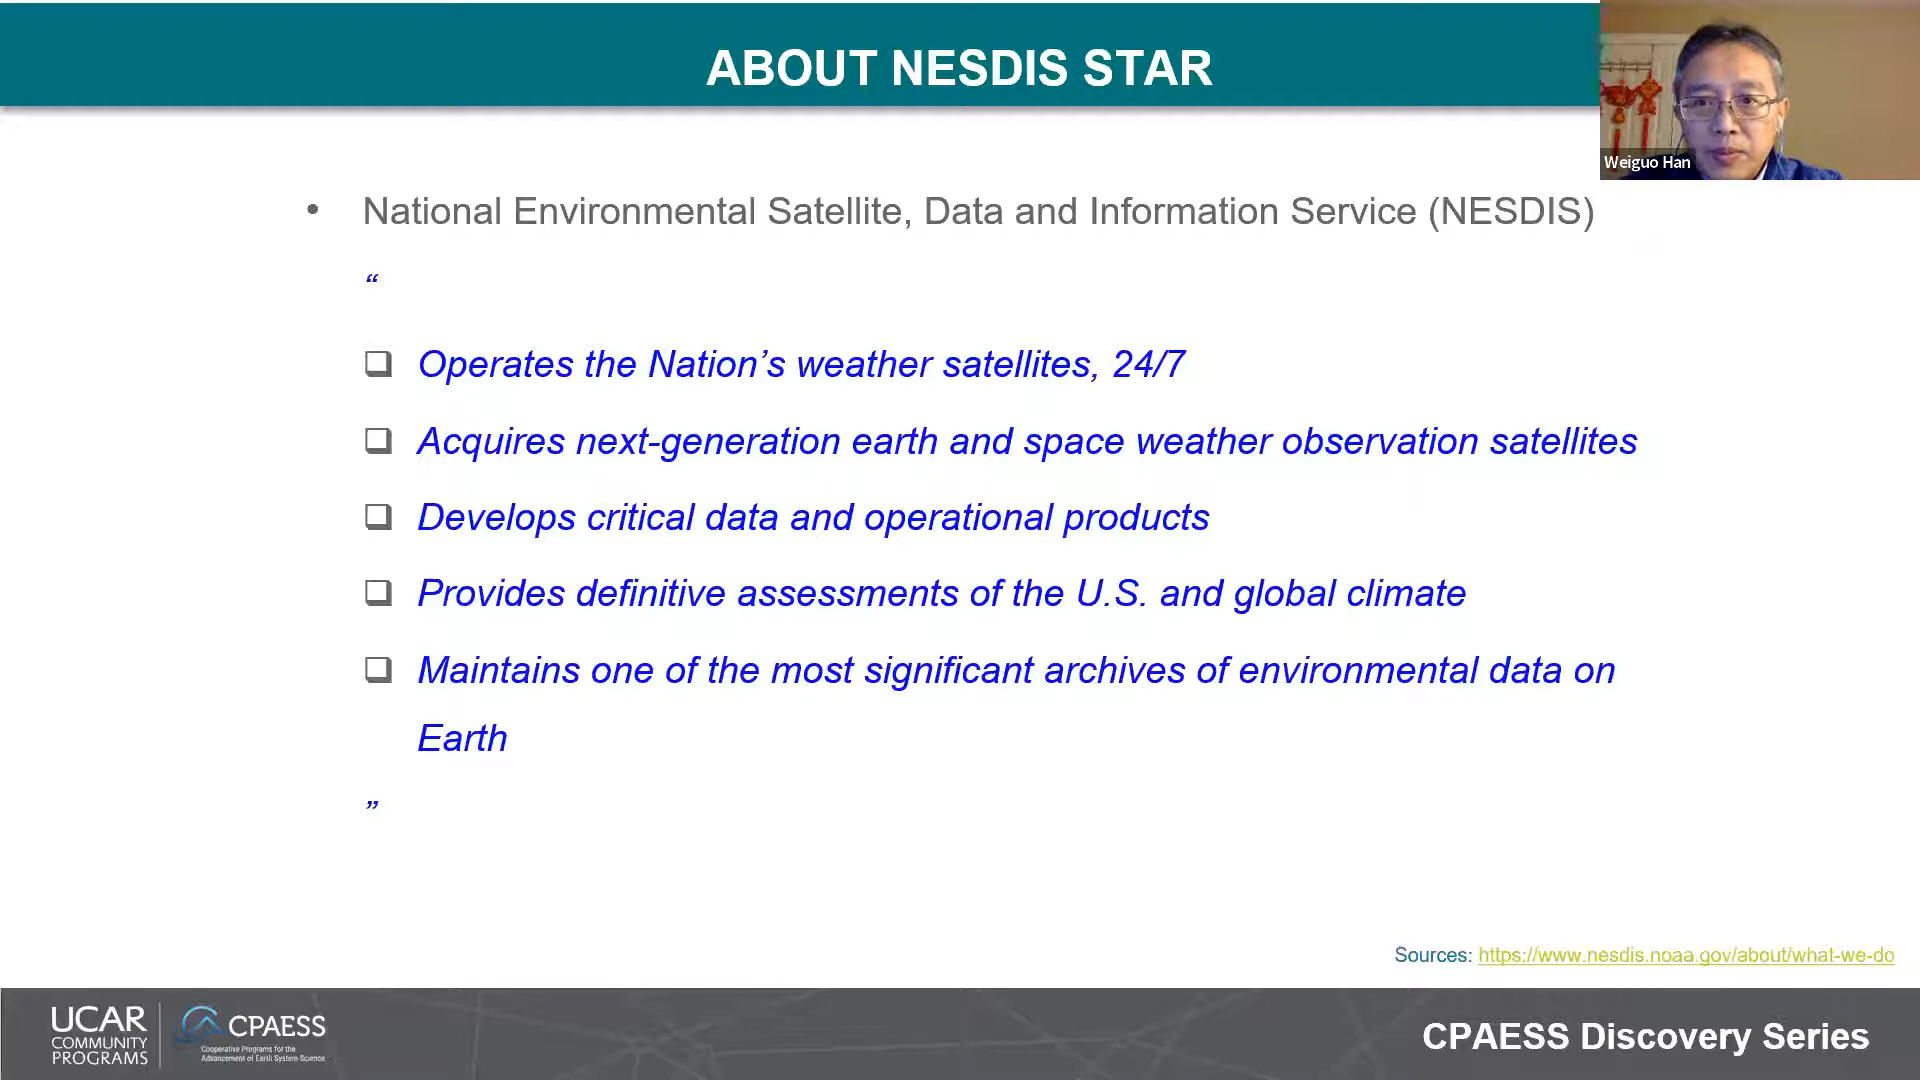 ABOUT NESDIS STAR
Weiguo Han
• National Environmental Satellite, Data and Information Service (NESDIS)
“
❑ Operates the Nation’s weather satellites, 24/7
❑ Acquires next-generation earth and space weather observation satellites
❑ Develops critical data and operational products
❑ Provides definitive assessments of the U.S. and global climate
❑ Maintains one of the most significant archives of environmental data on
Earth
”
Sources: https://www.nesdis.noaa.gov/about/what-we-do
UCAR
COMMUNITY
PROGRAMS
CPAESS
Cooperative Programs for the
Advancement of Earth System Science
CPAESS Discovery Series